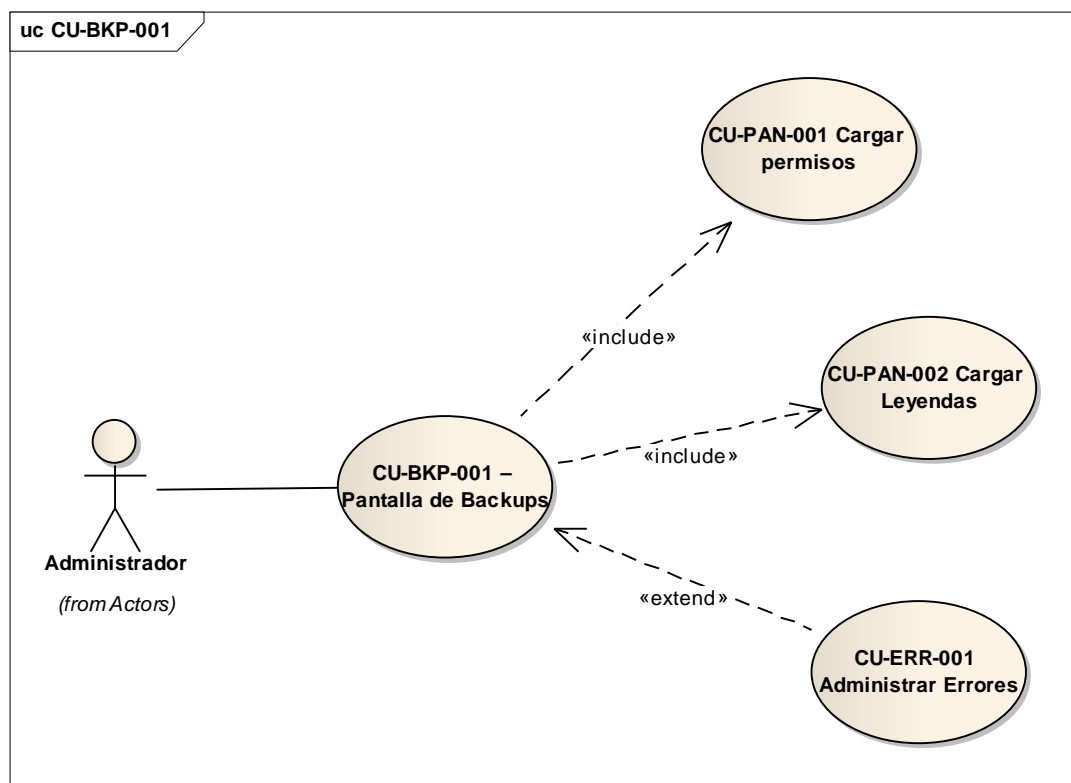 uc CU-BKP-001
CU-PAN-001 Cargar
permisos
«include»
CU-PAN-002 Cargar
Leyendas
«include»
CU-BKP-001 –
Pantalla de Backups
Administrador
(from Actors)
«extend»
CU-ERR-001
Administrar Errores